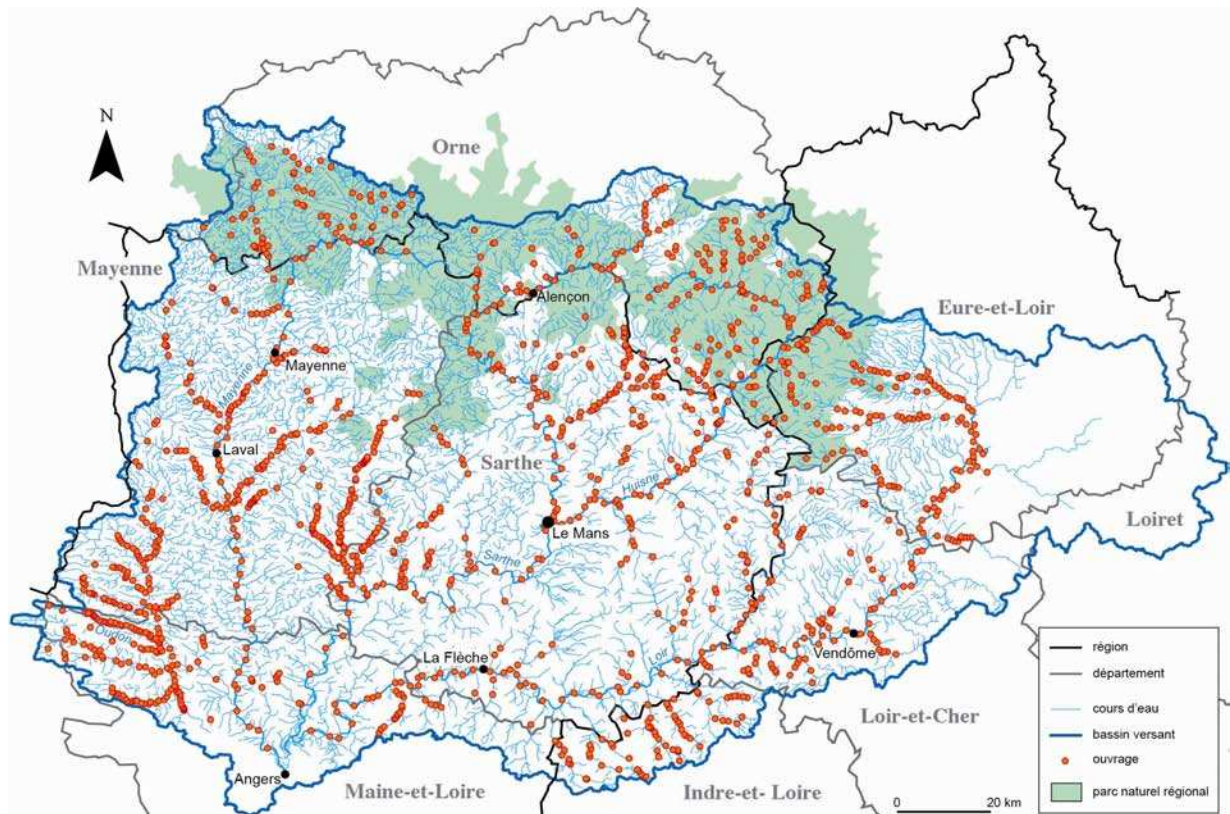 N
Orne
Mayenne
Eure-et-Loir
Alençon
Mayenne
Mayenne
Laval
Sarthe
Huisne
Le Mans
Sarthe
Loiret
Oudon
La Flèche
Loir
Vendôme
Loir-et-Cher
Angers
Maine-et-Loire
Indre-et- Loire
0 20 km
région
département
cours d'eau
bassin versant
ouvrage
parc naturel régional